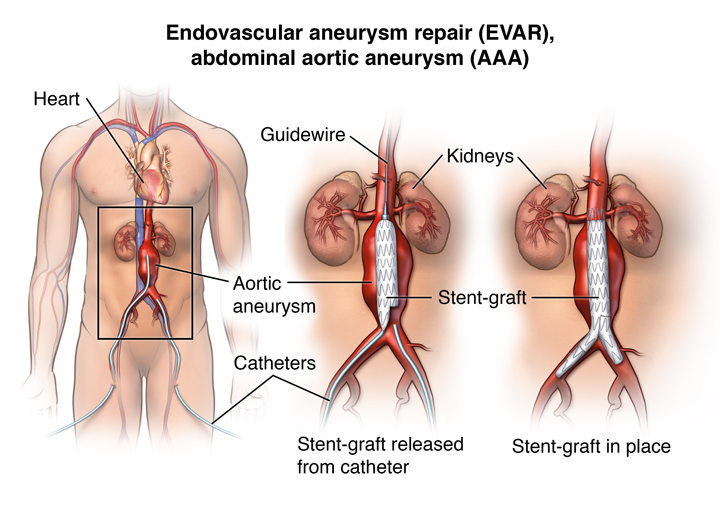 Endovascular aneurysm repair (EVAR),
abdominal aortic aneurysm (AAA)
Heart
Guidewire
Kidneys
Aortic
aneurysm
Stent-graft
Catheters
Stent-graft released
from catheter
Stent-graft in place